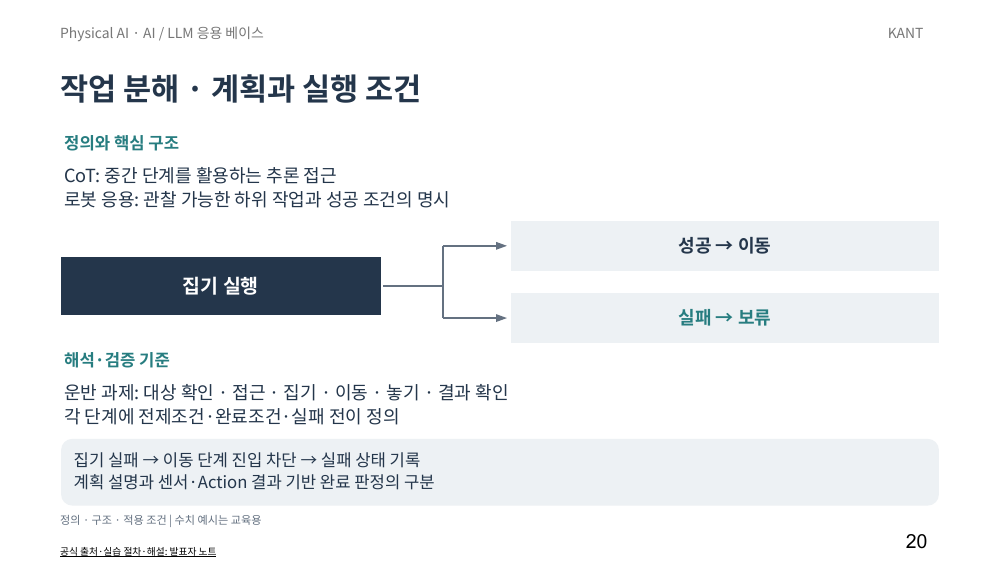 Physical AI · AI / LLM 응용 베이스
KANT
작업 분해 · 계획과 실행 조건
정의와 핵심 구조
CoT: 중간 단계를 활용하는 추론 접근
로봇 응용: 관찰 가능한 하위 작업과 성공 조건의 명시
집기 실행
성공 → 이동
실패 → 보류
해석·검증 기준
운반 과제: 대상 확인 · 접근 · 집기 · 이동 · 놓기 · 결과 확인
각 단계에 전제조건·완료조건·실패 전이 정의
집기 실패 → 이동 단계 진입 차단 → 실패 상태 기록
계획 설명과 센서·Action 결과 기반 완료 판정의 구분
정의 · 구조 · 적용 조건 | 수치 예시는 교육용
공식 출처·실습 절차·해설: 발표자 노트
20